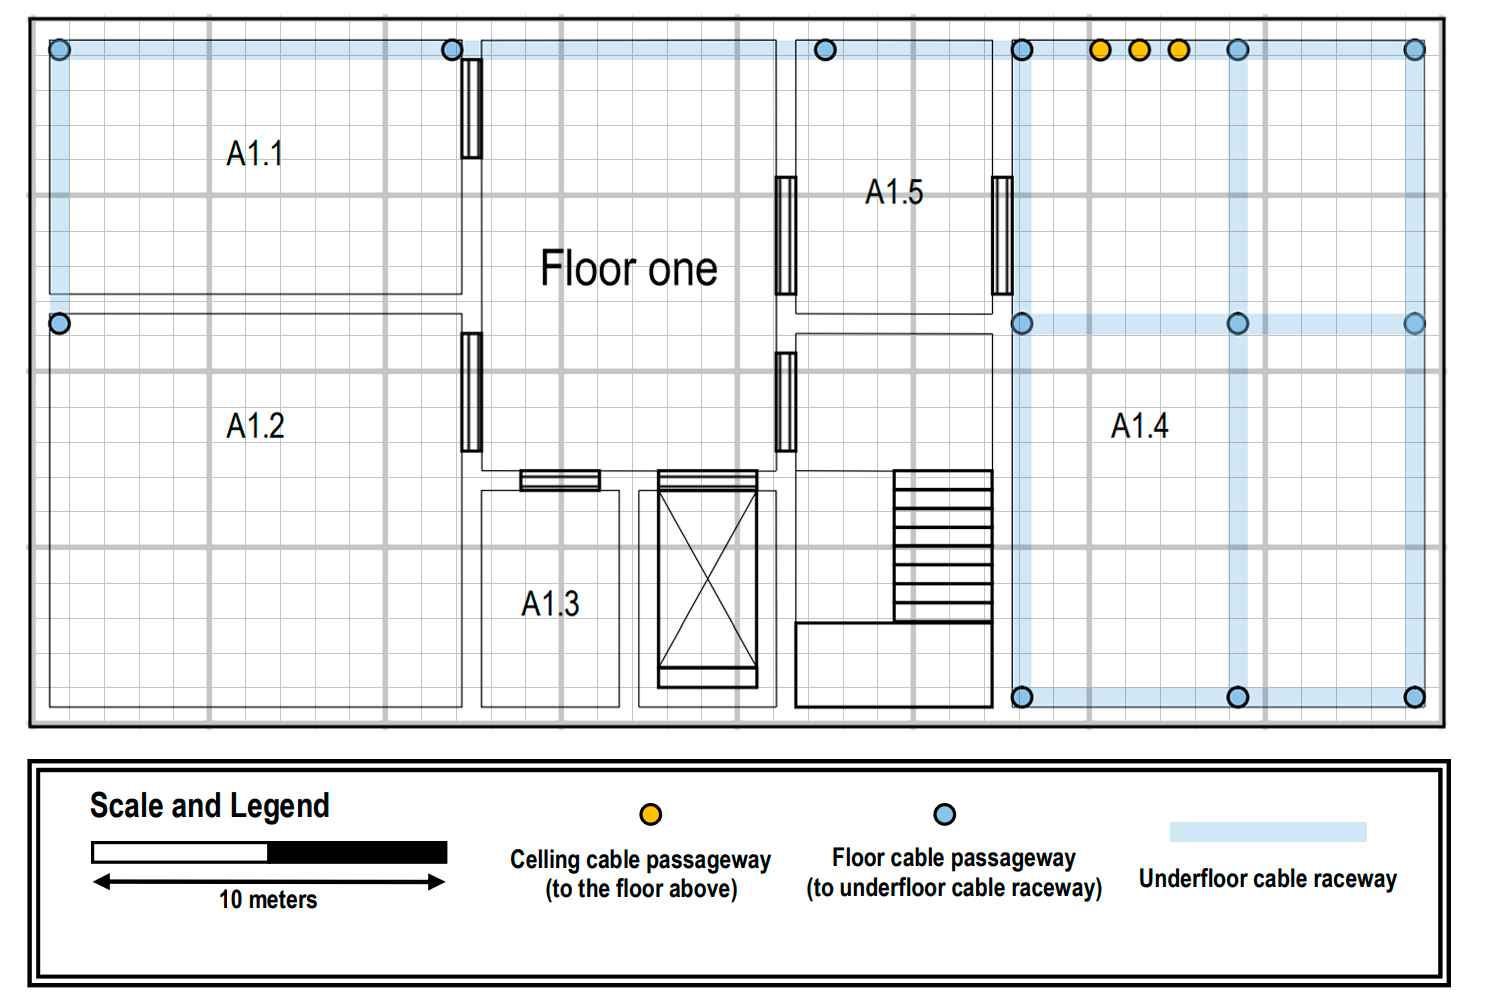 A1.1
A1.5
Floor one
A1.2
A1.4
A1.3
Scale and Legend
10 meters
Celling cable passageway
(to the floor above)
Floor cable passageway
(to underfloor cable raceway)
Underfloor cable raceway